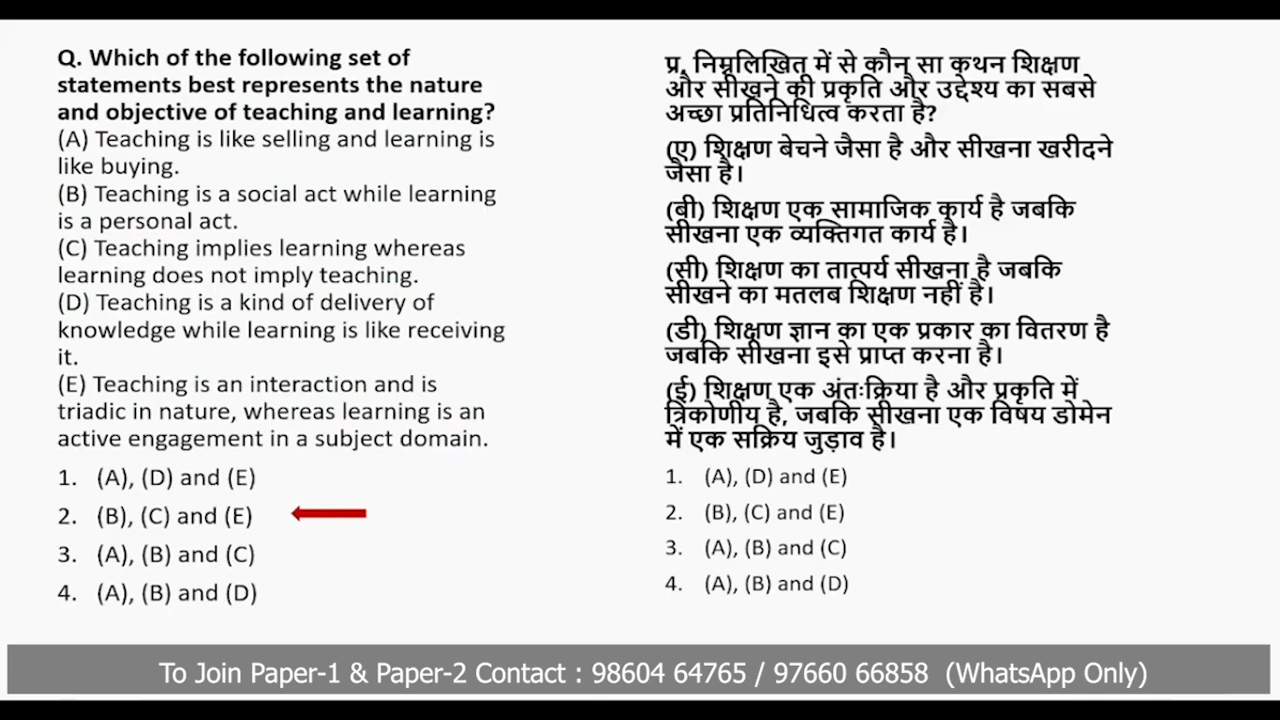 Q. Which of the following set of
statements best represents the nature
and objective of teaching and learning?
(A) Teaching is like selling and learning is
like buying.
(B) Teaching is a social act while learning
is a personal act.
(C) Teaching implies learning whereas
learning does not imply teaching.
(D) Teaching is a kind of delivery of
knowledge while learning is like receiving
it.
(E) Teaching is an interaction and is
triadic in nature, whereas learning is an
active engagement in a subject domain.
1. (A), (D) and (E)
2. (B), (C) and (E)
3. (A), (B) and (C)
4. (A), (B) and (D)
प्र. निम्नलिखित में से कौन सा कथन शिक्षण
और सीखने की प्रकृति और उद्देश्य का सबसे
अच्छा प्रतिनिधित्व करता है?
(ए) शिक्षण बेचने जैसा है और सीखना खरीदने
जैसा है।
(बी) शिक्षण एक सामाजिक कार्य है जबकि
सीखना एक व्यक्तिगत कार्य है।
(सी) शिक्षण का तात्पर्य सीखना है जबकि
सीखने का मतलब शिक्षण नहीं है।
(डी) शिक्षण ज्ञान का एक प्रकार का वितरण है
जबकि सीखना इसे प्राप्त करना है।
(ई) शिक्षण एक अंतःक्रिया है और प्रकृति में
त्रिकोणीय है, जबकि सीखना एक विषय डोमेन
में एक सक्रिय जुड़ाव है।
1. (A), (D) and (E)
2. (B), (C) and (E)
3. (A), (B) and (C)
4. (A), (B) and (D)
To Join Paper-1 & Paper-2 Contact : 98604 64765 / 97660 66858 (WhatsApp Only)